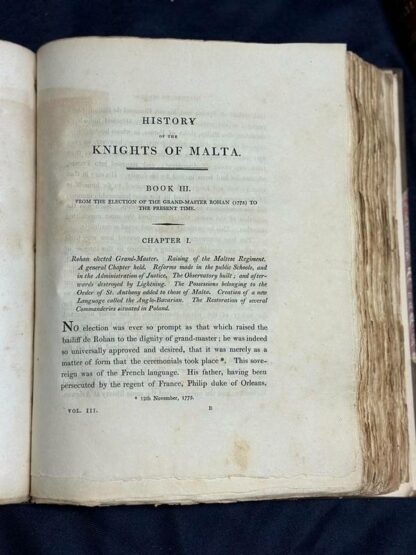 HISTORY
OF THE
KNIGHTS OF MALTA.
BOOK III.
FROM THE ELECTION OF THE GRAND-MASTER ROHAN (1775) TO
THE PRESENT TIME.
CHAPTER I.
Rohan elected Grand-Master. Raising of the Maltese Regiment.
A general Chapter held. Reforms made in the public Schools, and
in the Administration of Justice. The Observatory built; and after-
words destroyed by Lightning. The Possessions belonging to the
Order of St. Anthony added to those of Malta. Creation of a new
Language called the Anglo-Bavarian. The Restoration of several
Commanderies situated in Poland.
NO election was ever so prompt as that which raised the
bailiff de Rohan to the dignity of grand-master; he was indeed
so universally approved and desired, that it was merely as a
matter of form that the ceremonials took place *. This sove-
reign was of the French language. His father, having been
persecuted by the regent of France, Philip duke of Orleans,
* 12th November, 1775.
VOL. III. B